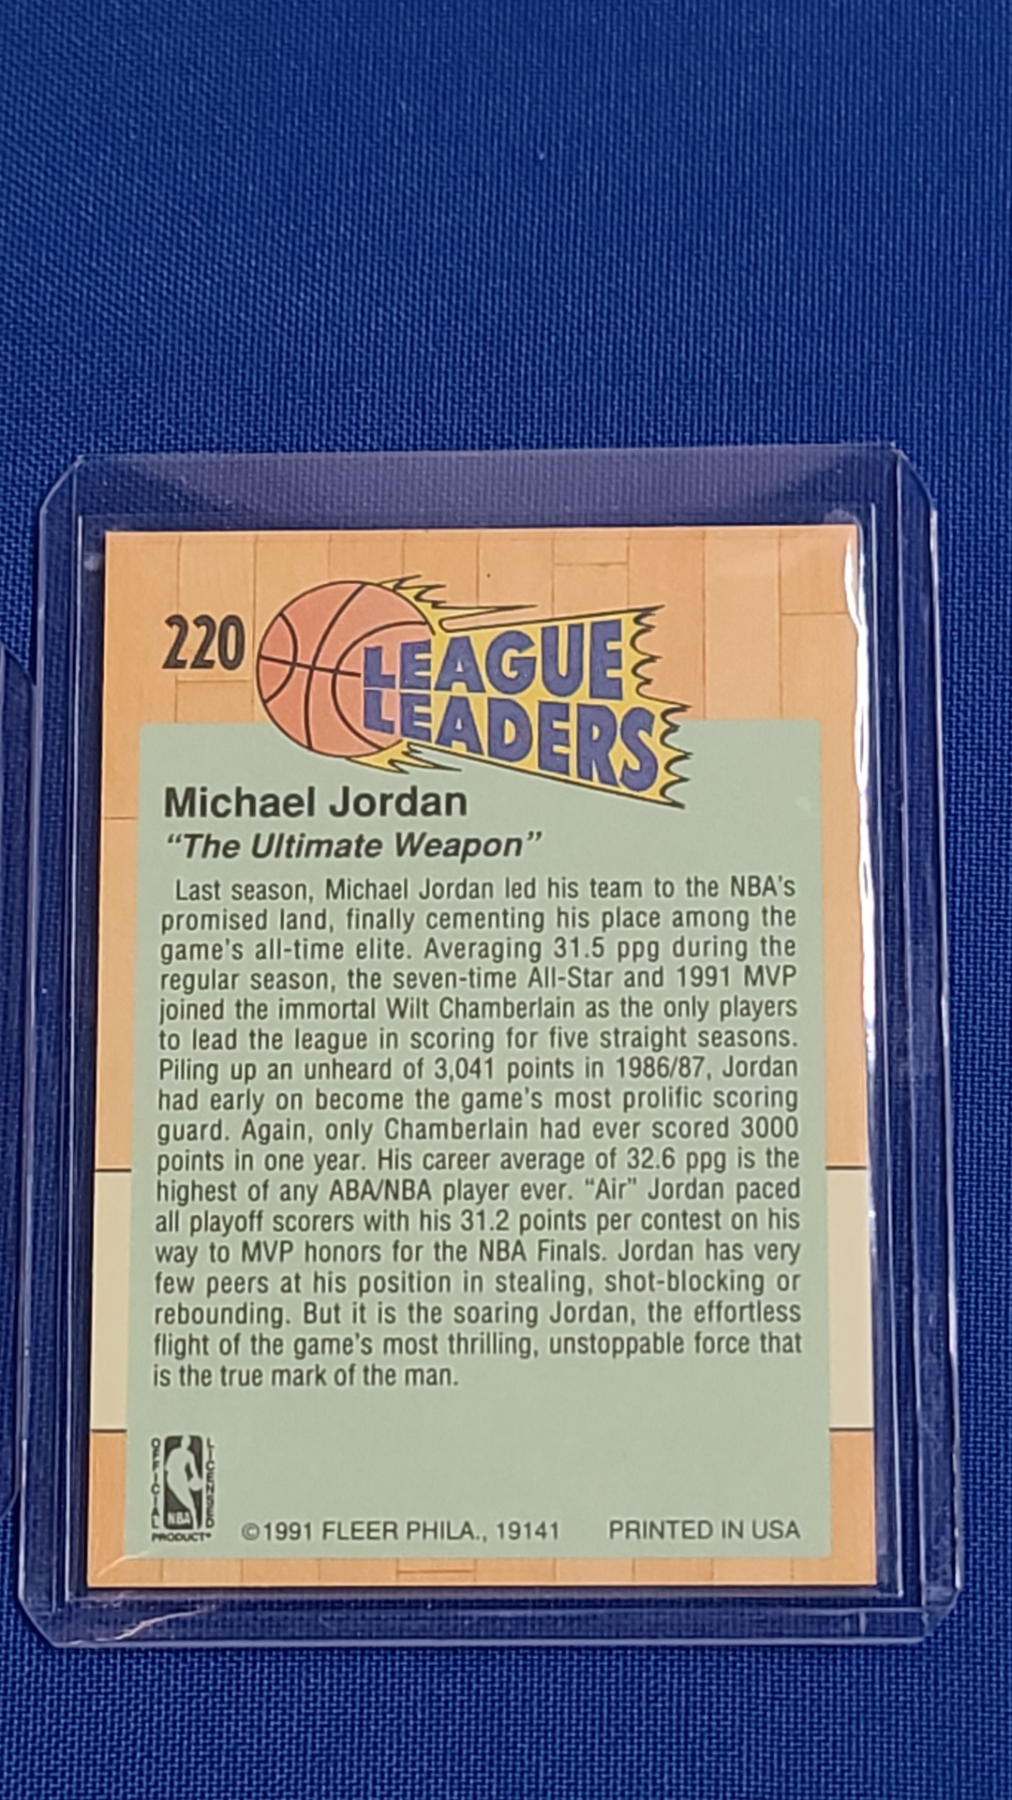 220
LEAGUE
LEADERS
Michael Jordan
“The Ultimate Weapon”
Last season, Michael Jordan led his team to the NBA's
promised land, finally cementing his place among the
game's all-time elite. Averaging 31.5 ppg during the
regular season, the seven-time All-Star and 1991 MVP
joined the immortal Wilt Chamberlain as the only players
to lead the league in scoring for five straight seasons.
Piling up an unheard of 3,041 points in 1986/87, Jordan
had early on become the game's most prolific scoring
guard. Again, only Chamberlain had ever scored 3000
points in one year. His career average of 32.6 ppg is the
highest of any ABA/NBA player ever. “Air” Jordan paced
all playoff scorers with his 31.2 points per contest on his
way to MVP honors for the NBA Finals. Jordan has very
few peers at his position in stealing, shot-blocking or
rebounding. But it is the soaring Jordan, the effortless
flight of the game's most thrilling, unstoppable force that
is the true mark of the man.
OFFICIAL
NBA
LICENSED
PRODUCT
©1991 FLEER PHILA., 19141 PRINTED IN USA